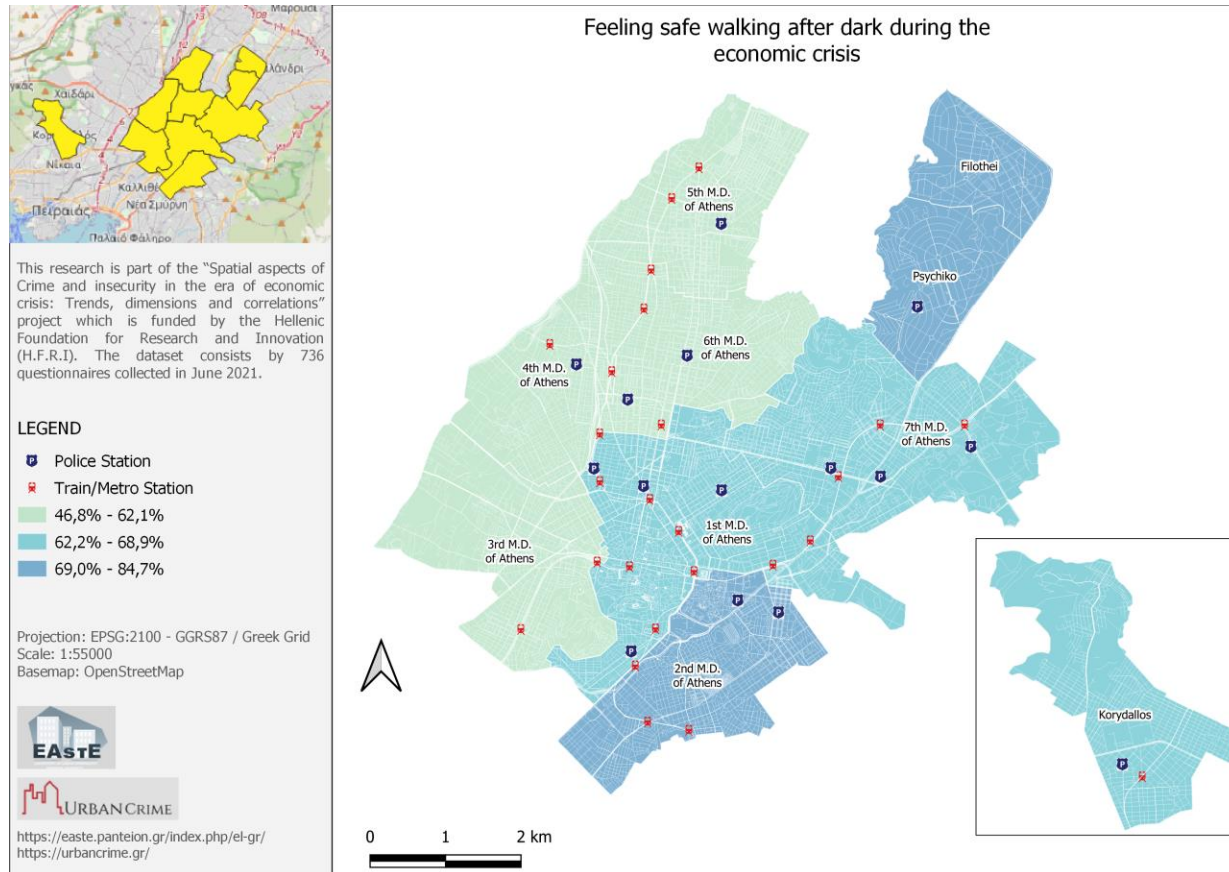 Feeling safe walking after dark during the
economic crisis
Μαρούσι
Χαϊδάρι
λάνδρι
Νίκαια
Καλλιθέ
Νέα Σμύρνη
Πειραιάς
Παλαιό Φάληρο
This research is part of the “Spatial aspects of
Crime and insecurity in the era of economic
crisis: Trends, dimensions and correlations”
project which is funded by the Hellenic
Foundation for Research and Innovation
(H.F.R.I). The dataset consists by 736
questionnaires collected in June 2021.
LEGEND
Police Station
Train/Metro Station
46,8% - 62,1%
62,2% - 68,9%
69,0% - 84,7%
Projection: EPSG:2100 - GGRS87 / Greek Grid
Scale: 1:55000
Basemap: OpenStreetMap
EASTE
URBAN CRIME
https://easte.panteion.gr/index.php/el-gr/
https://urbancrime.gr/
Filothei
5th M.D.
of Athens
Psychiko
6th M.D.
of Athens
4th M.D.
of Athens
7th M.D.
of Athens
1st M.D.
of Athens
3rd M.D.
of Athens
2nd M.D.
of Athens
Korydallos
0 1 2 km